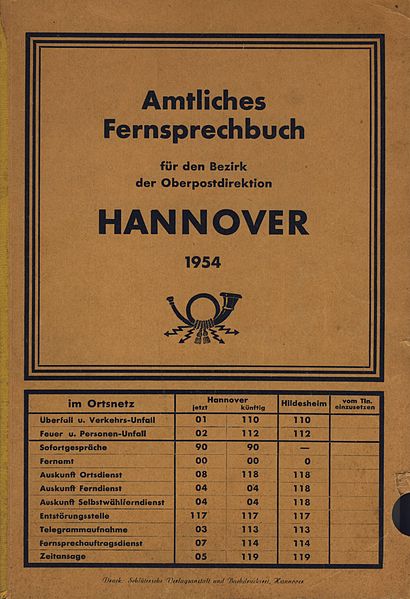 Amtliches
Fernsprechbuch
für den Bezirk
der Oberpostdirektion
HANNOVER
1954
im Ortsnetz Hannover Hildesheim vom Tln. einzusetzen
jetzt künftig
Überfall u. Verkehrs-Unfall 01 110 110
Feuer u. Personen-Unfall 02 112 112
Sofortgespräche 90 90 —
Fernamt 00 00 0
Auskunft Ortsdienst 08 118 118
Auskunft Ferndienst 04 04 118
Auskunft Selbstwählferndienst 04 04 118
Entstörungsstelle 117 117 117
Telegrammaufnahme 03 113 113
Fernsprechauftragsdienst 07 114 114
Zeitansage 05 119 119
Druck: Schlütersche Verlagsanstalt und Buchdruckerei, Hannover